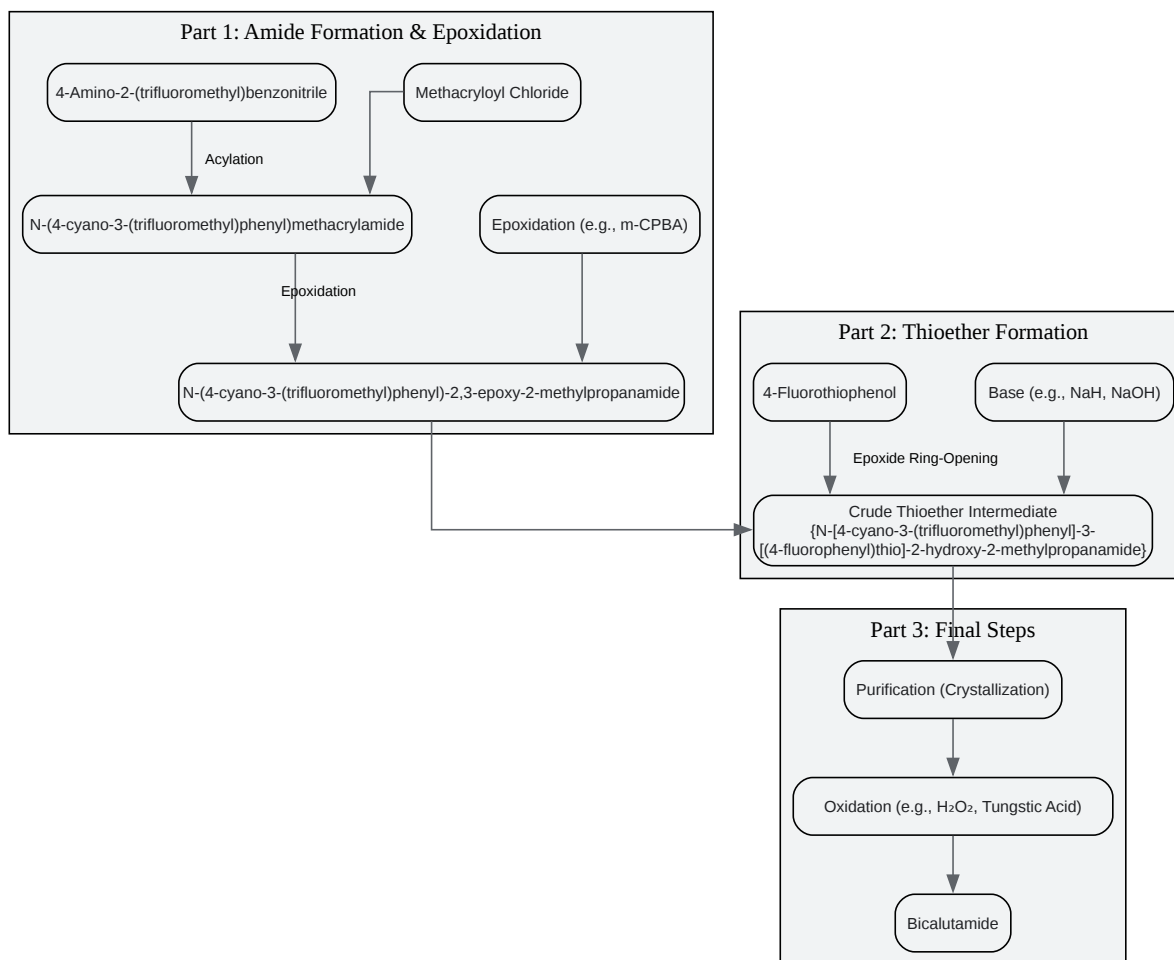 Part 1: Amide Formation & Epoxidation
4-Amino-2-(trifluoromethyl)benzonitrile
Methacryloyl Chloride
Acylation
N-(4-cyano-3-(trifluoromethyl)phenyl)methacrylamide
Epoxidation (e.g., m-CPBA)
Epoxidation
N-(4-cyano-3-(trifluoromethyl)phenyl)-2,3-epoxy-2-methylpropanamide
Part 2: Thioether Formation
4-Fluorothiophenol
Base (e.g., NaH, NaOH)
Epoxide Ring-Opening
Crude Thioether Intermediate
{N-[4-cyano-3-(trifluoromethyl)phenyl]-3-
[(4-fluorophenyl)thio]-2-hydroxy-2-methylpropanamide}
Part 3: Final Steps
Purification (Crystallization)
Oxidation (e.g., H₂O₂, Tungstic Acid)
Bicalutamide